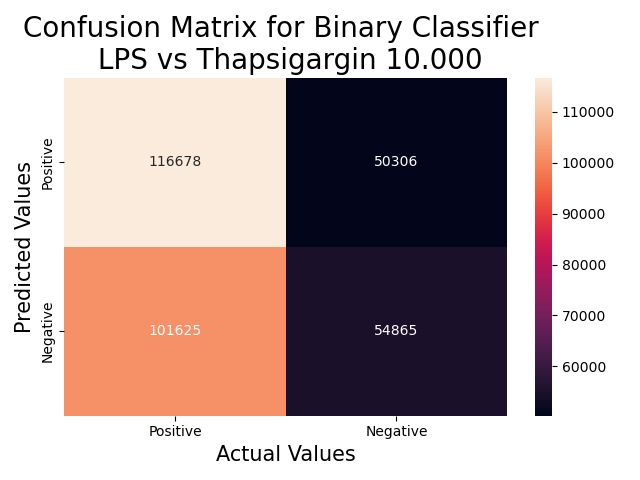 Confusion Matrix for Binary Classifier
LPS vs Thapsigargin 10.000
Predicted Values
Positive
Negative
116678
50306
101625
54865
Positive
Negative
Actual Values
110000
100000
90000
80000
70000
60000